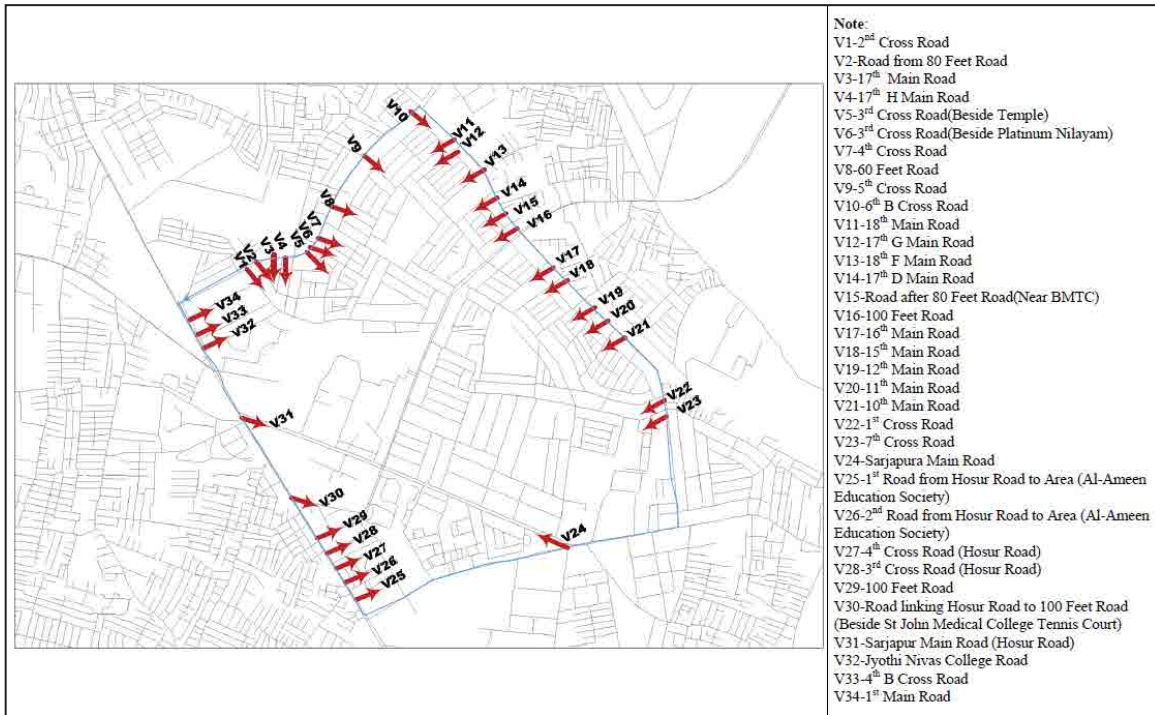 V10
V11
V12
V9
V13
V14
V8
V15
V7
V16
V6
V5
V4
V3
V2
V1
V17
V18
V34
V19
V33
V20
V32
V21
V22
V31
V23
V30
V29
V24
V28
V27
V26
V25
Note:
V1-2nd Cross Road
V2-Road from 80 Feet Road
V3-17th Main Road
V4-17th H Main Road
V5-3rd Cross Road(Beside Temple)
V6-3rd Cross Road(Beside Platinum Nilayam)
V7-4th Cross Road
V8-60 Feet Road
V9-5th Cross Road
V10-6th B Cross Road
V11-18th Main Road
V12-17th G Main Road
V13-18th F Main Road
V14-17th D Main Road
V15-Road after 80 Feet Road(Near BMTC)
V16-100 Feet Road
V17-16th Main Road
V18-15th Main Road
V19-12th Main Road
V20-11th Main Road
V21-10th Main Road
V22-1st Cross Road
V23-7th Cross Road
V24-Sarjapura Main Road
V25-1st Road from Hosur Road to Area (Al-Ameen
Education Society)
V26-2nd Road from Hosur Road to Area (Al-Ameen
Education Society)
V27-4th Cross Road (Hosur Road)
V28-3rd Cross Road (Hosur Road)
V29-100 Feet Road
V30-Road linking Hosur Road to 100 Feet Road
(Beside St John Medical College Tennis Court)
V31-Sarjapur Main Road (Hosur Road)
V32-Jyothi Nivas College Road
V33-4th B Cross Road
V34-1st Main Road